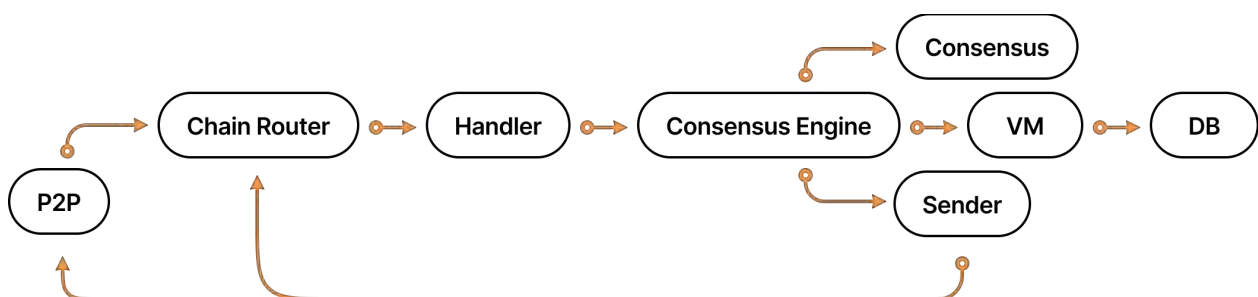 Consensus
Chain Router
Handler
Consensus Engine
VM
DB
P2P
Sender